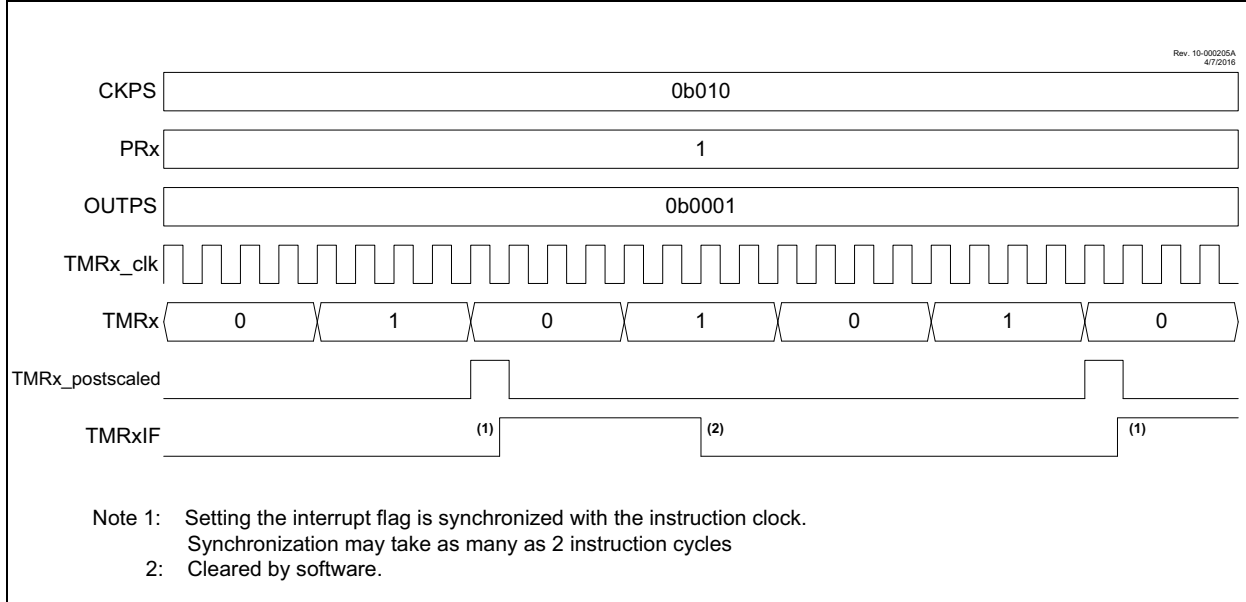 Rev. 10-000205A
4/7/2016
CKPS 0b010
PRx 1
OUTPS 0b0001
TMRx_clk
TMRx 0 1 0 1 0 1 0
TMRx_postscaled
TMRxIF (1) (2) (1)
Note 1: Setting the interrupt flag is synchronized with the instruction clock.
Synchronization may take as many as 2 instruction cycles
2: Cleared by software.